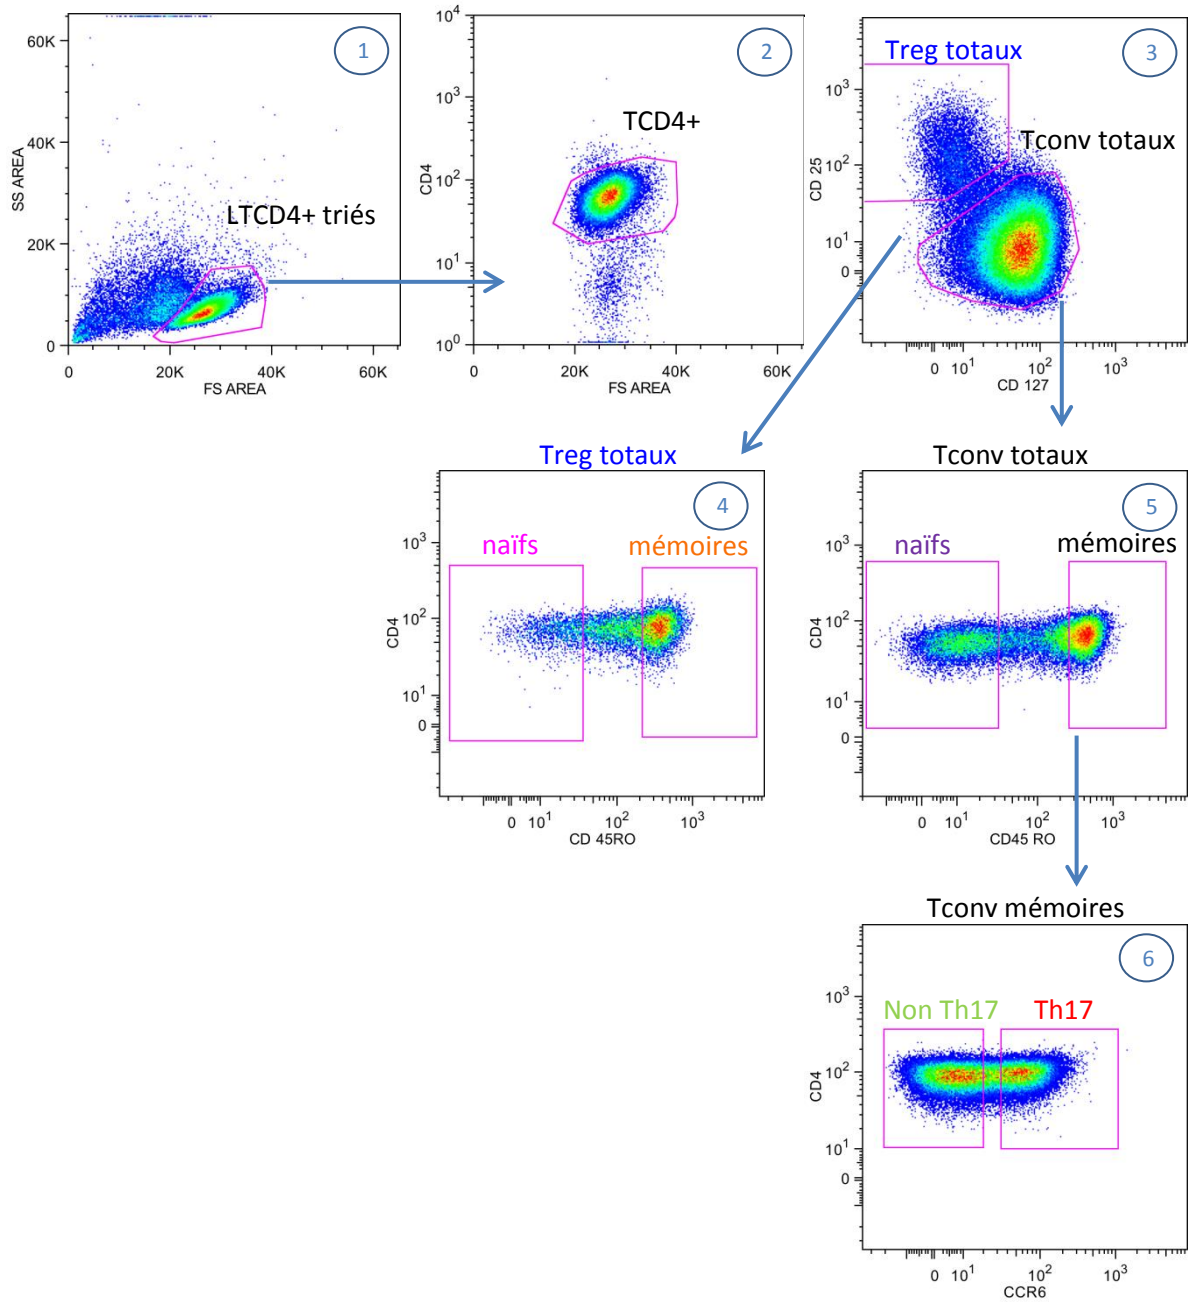 1
60K
40K
20K
0
SS AREA
LTCD4+ triés
0 20K 40K 60K
FS AREA
2
10^4
10^3
10^2
10^1
10^0
CD4
TCD4+
20K 40K 60K
FS AREA
3
Treg totaux
Tconv totaux
10^3
10^2
10^1
0
CD 25
0 10^1 10^2 10^3
CD 127
Treg totaux
4
naïfs mémoires
10^3
10^2
10^1
0
CD4
0 10^1 10^2 10^3
CD 45RO
Tconv totaux
5
naïfs mémoires
10^3
10^2
10^1
0
CD4
0 10^1 10^2 10^3
CD45 RO
Tconv mémoires
6
Non Th17 Th17
10^3
10^2
10^1
0
CD4
0 10^1 10^2 10^3
CCR6